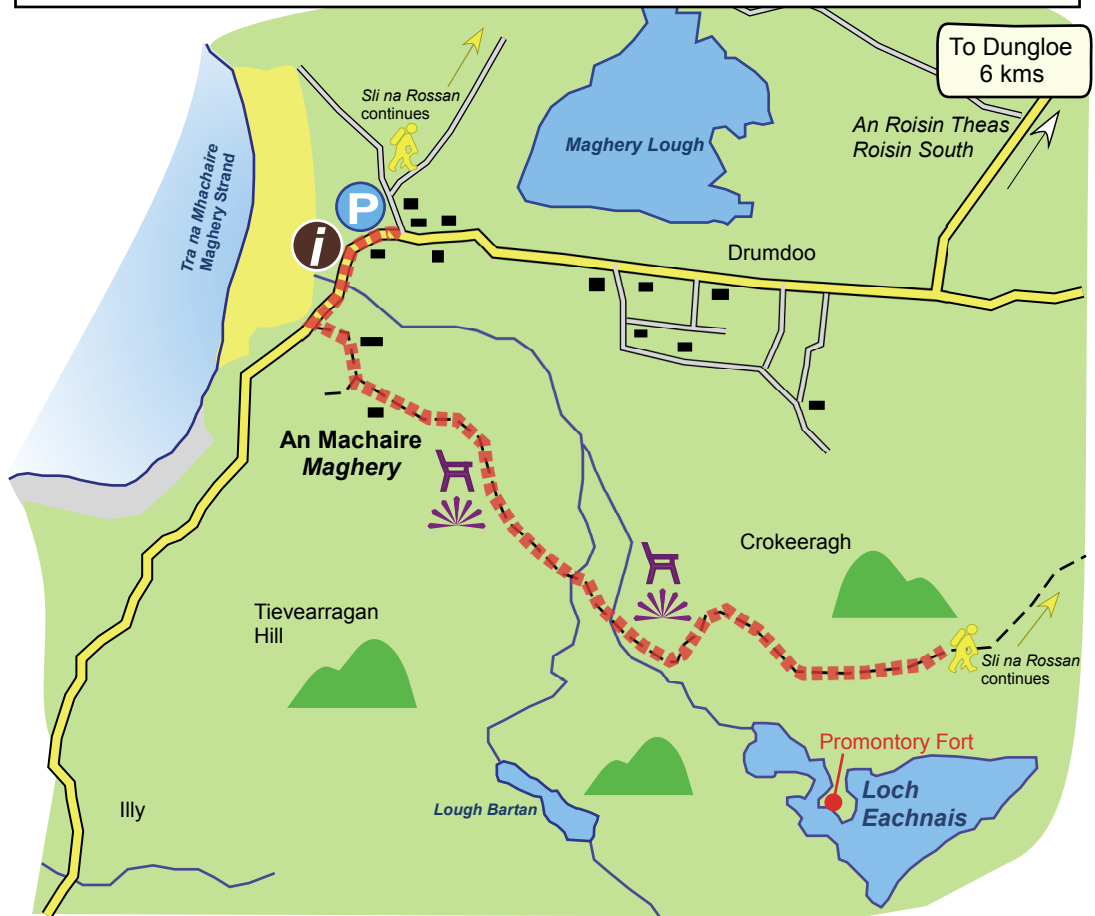 To Dungloe
6 kms
Sli na Rossan
continues
An Roisin Theas
Roisin South
Maghery Lough
Tra na Mhachaire
Maghery Strand
P
i
Drumdoo
An Machaire
Maghery
Crokeeragh
Tievearragan
Hill
Sli na Rossan
continues
Promontory Fort
Loch
Eachnais
Lough Bartan
Illy